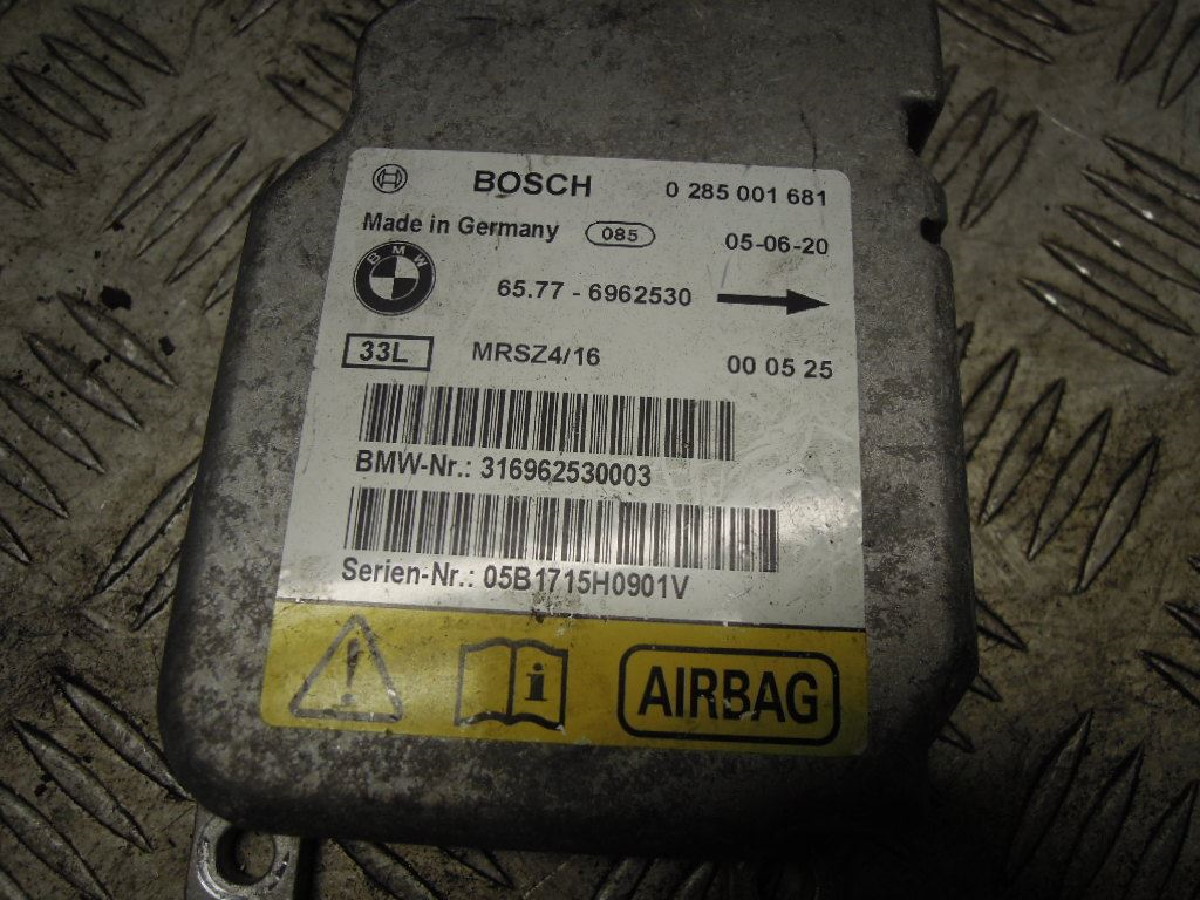 BOSCH 0 285 001 681
Made in Germany 085 05-06-20
BMW
65.77 - 6962530
33L MRSZ4/16 00 05 25
BMW-Nr.: 316962530003
Serien-Nr.: 05B1715H0901V
! i AIRBAG